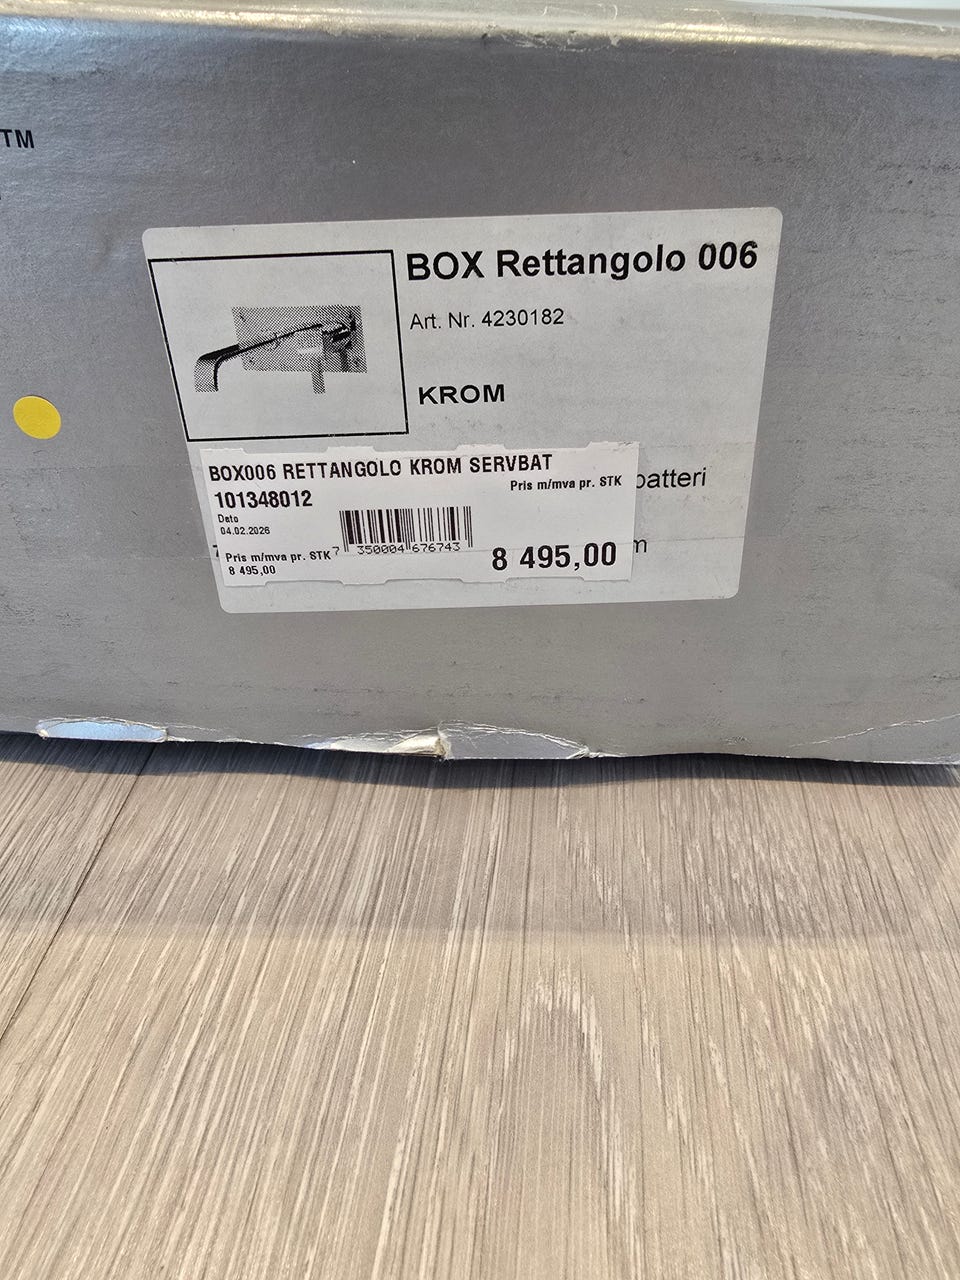 TM
BOX Rettangolo 006
Art. Nr. 4230182
KROM
batteri
BOX006 RETTANGOLO KROM SERVBAT
101348012
Pris m/mva pr. STK
Dato
04.02.2026
7 350004 676743
Pris m/mva pr. STK
8 495,00
8 495,00
m